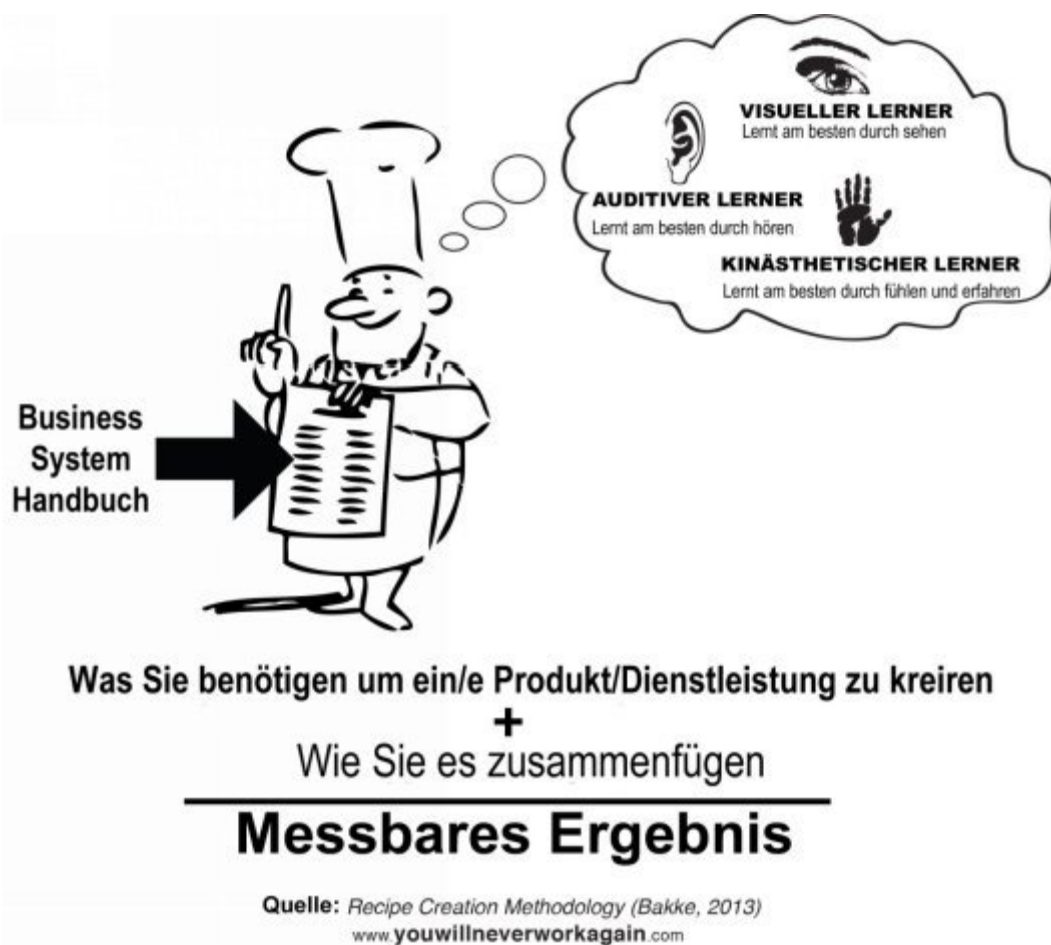 VISUELLER LERNER
Lernt am besten durch sehen
AUDITIVER LERNER
Lernt am besten durch hören
KINÄSTHETISCHER LERNER
Lernt am besten durch fühlen und erfahren
Business
System
Handbuch
Was Sie benötigen um ein/e Produkt/Dienstleistung zu kreiren
+
Wie Sie es zusammenfügen
Messbares Ergebnis
Quelle: Recipe Creation Methodology (Bakke, 2013)
www.youwillneverworkagain.com